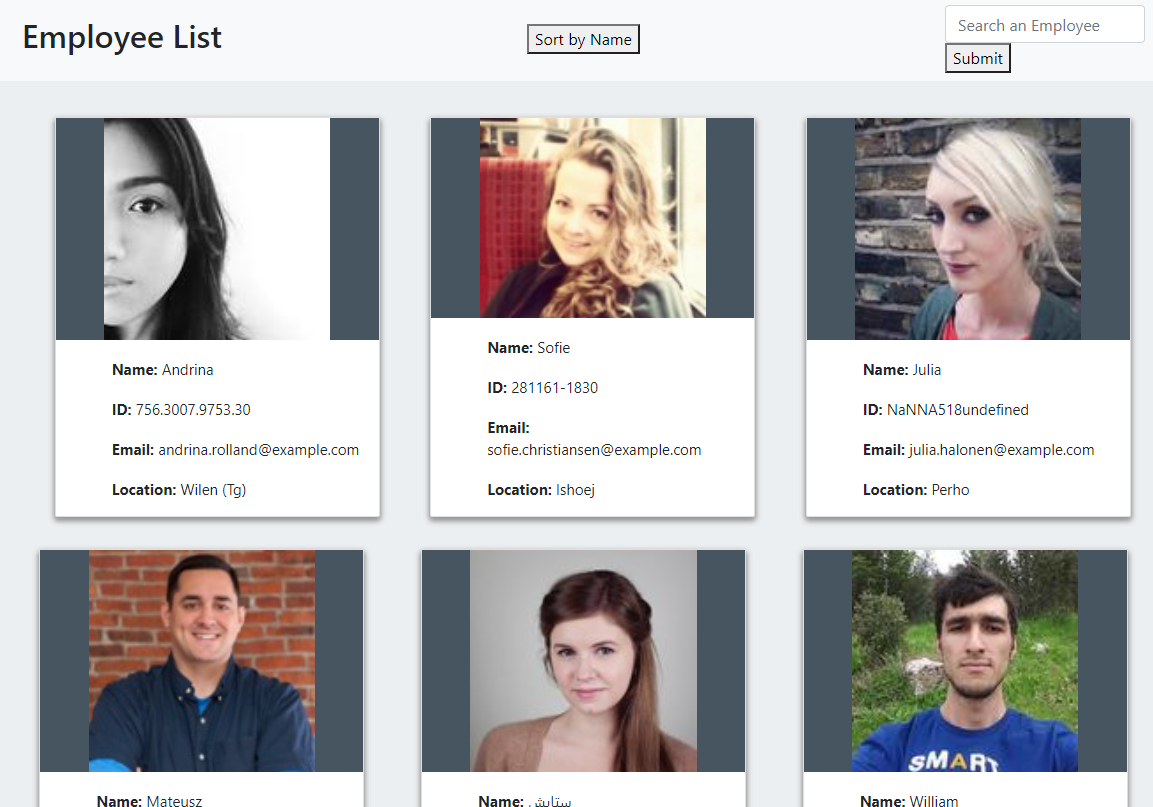 Employee List
Sort by Name
Search an Employee
Submit
Name: Andrina
ID: 756.3007.9753.30
Email: andrina.rolland@example.com
Location: Wilen (Tg)
Name: Sofie
ID: 281161-1830
Email:
sofie.christiansen@example.com
Location: Ishoej
Name: Julia
ID: NaNNA518undefined
Email: julia.halonen@example.com
Location: Perho
SMART
Name: Mateusz
Name: ستایش
Name: William